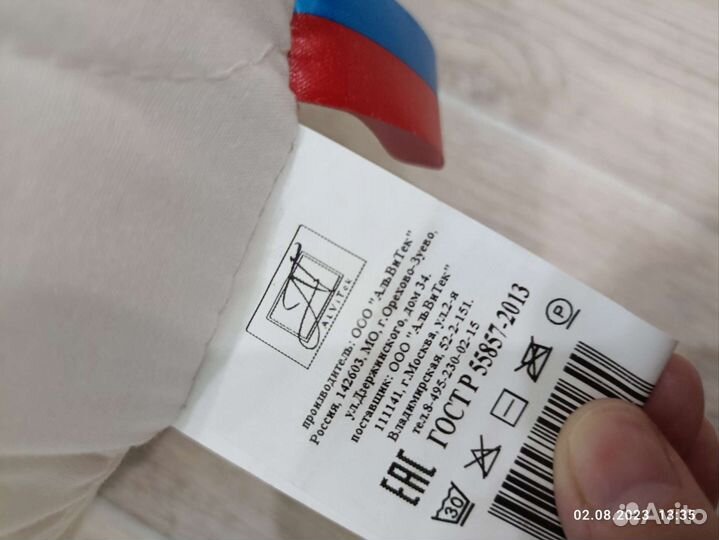 ALViTek
производитель: ООО "АльВиТек"
Россия, 142603, МО, г. Орехово-Зуево,
ул.Дзержинского, дом 34.
поставщик: ООО "АльВиТек"
111141, г.Москва, ул.2-я
Владимирская, 52-2-151.
тел.8-495-230-02-15
ГОСТ Р 55857-2013
EAC
30
P
02.08.2023 13:35
Avito